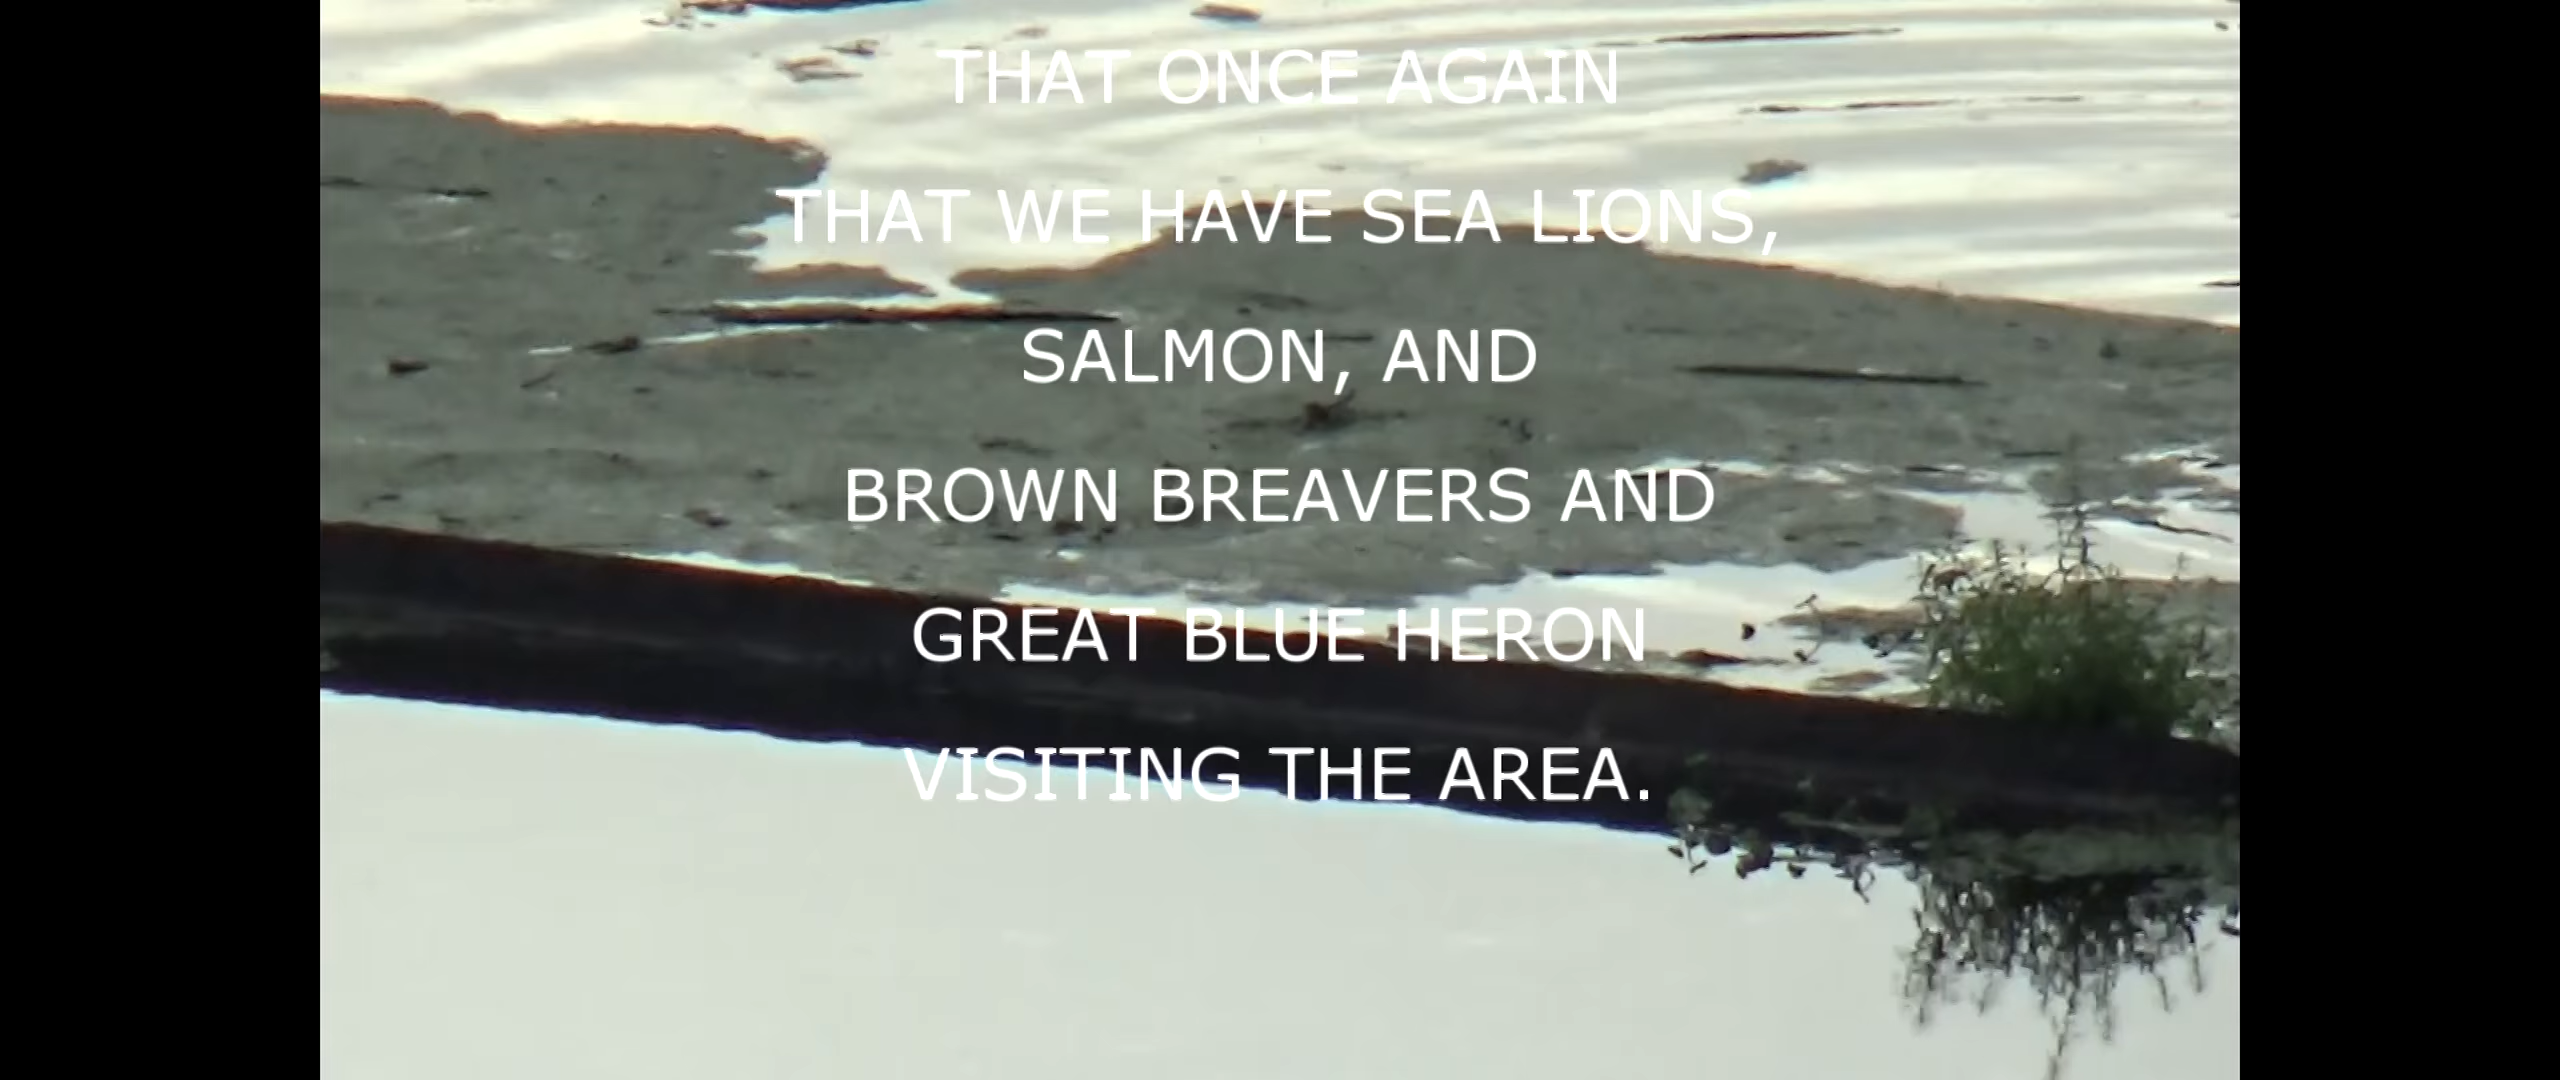 THAT ONCE AGAIN
THAT WE HAVE SEA LIONS,
SALMON, AND
BROWN BREAVERS AND
GREAT BLUE HERON
VISITING THE AREA.